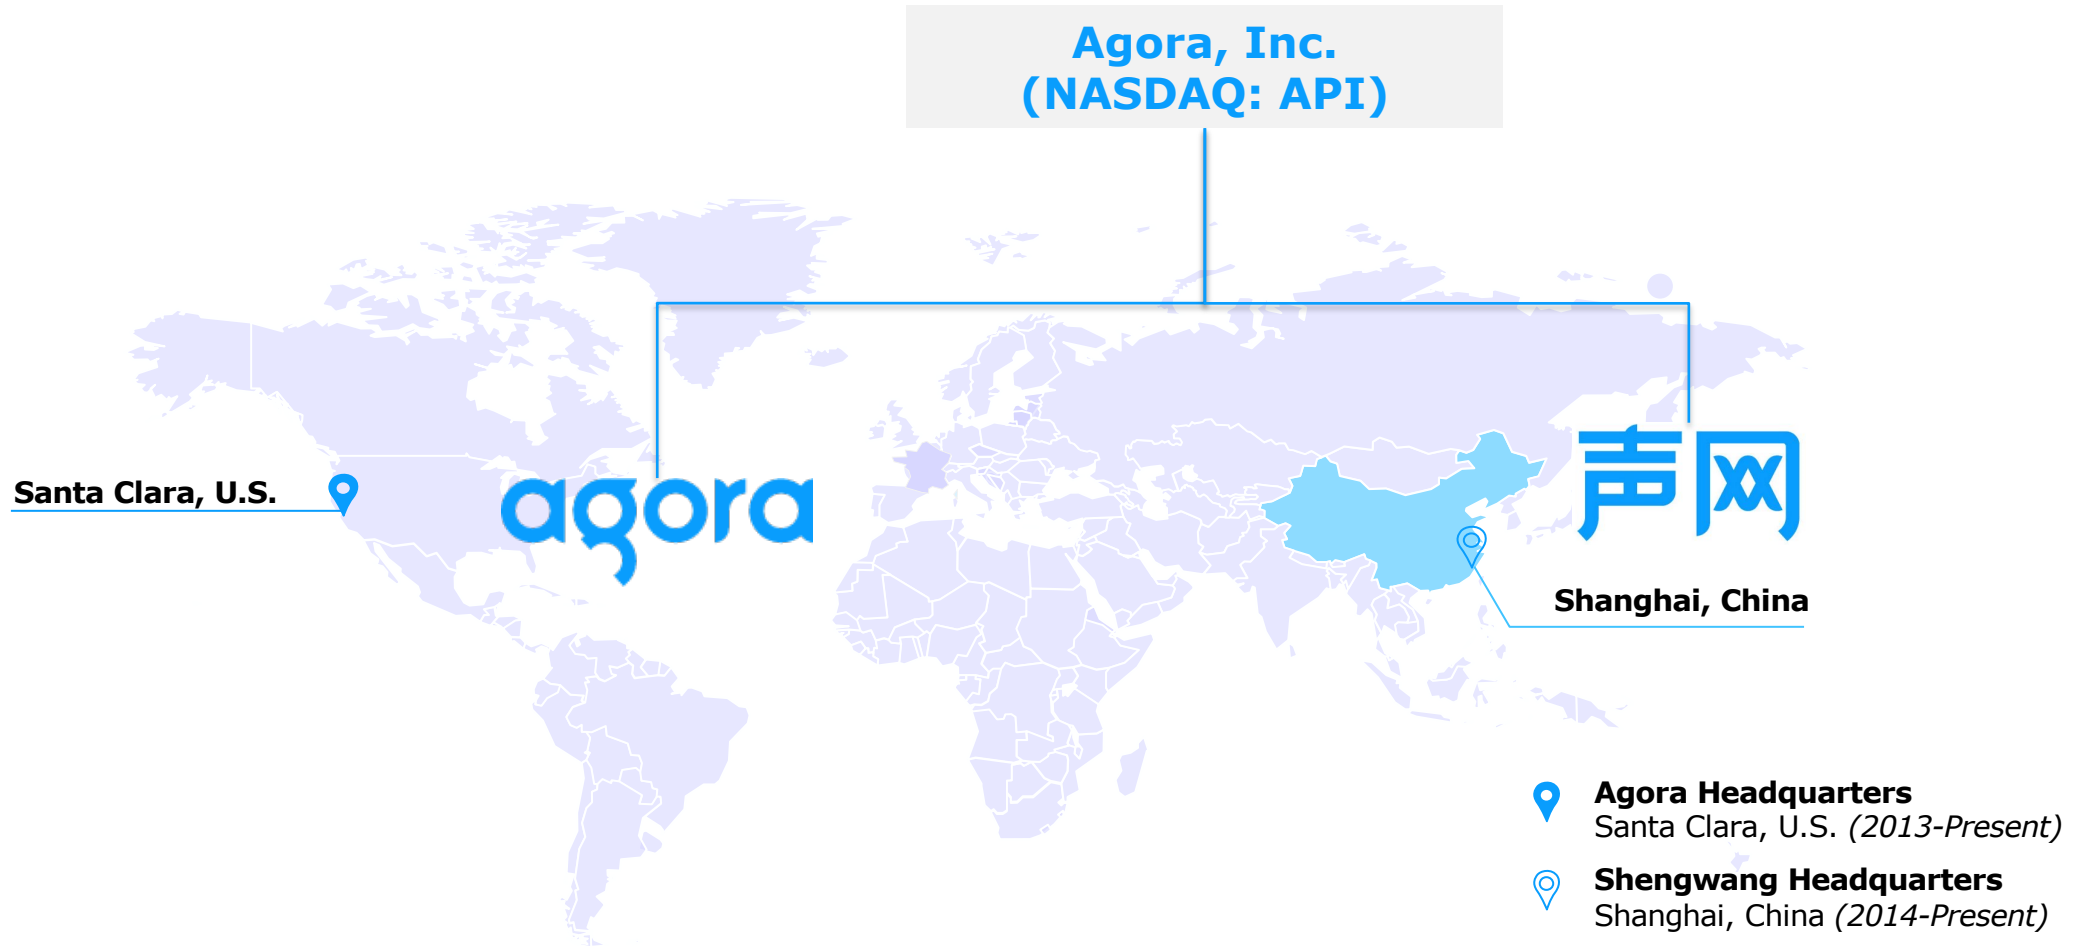 Agora, Inc.
(NASDAQ: API)
Santa Clara, U.S.
agora
声网
Shanghai, China
Agora Headquarters
Santa Clara, U.S. (2013-Present)
Shengwang Headquarters
Shanghai, China (2014-Present)